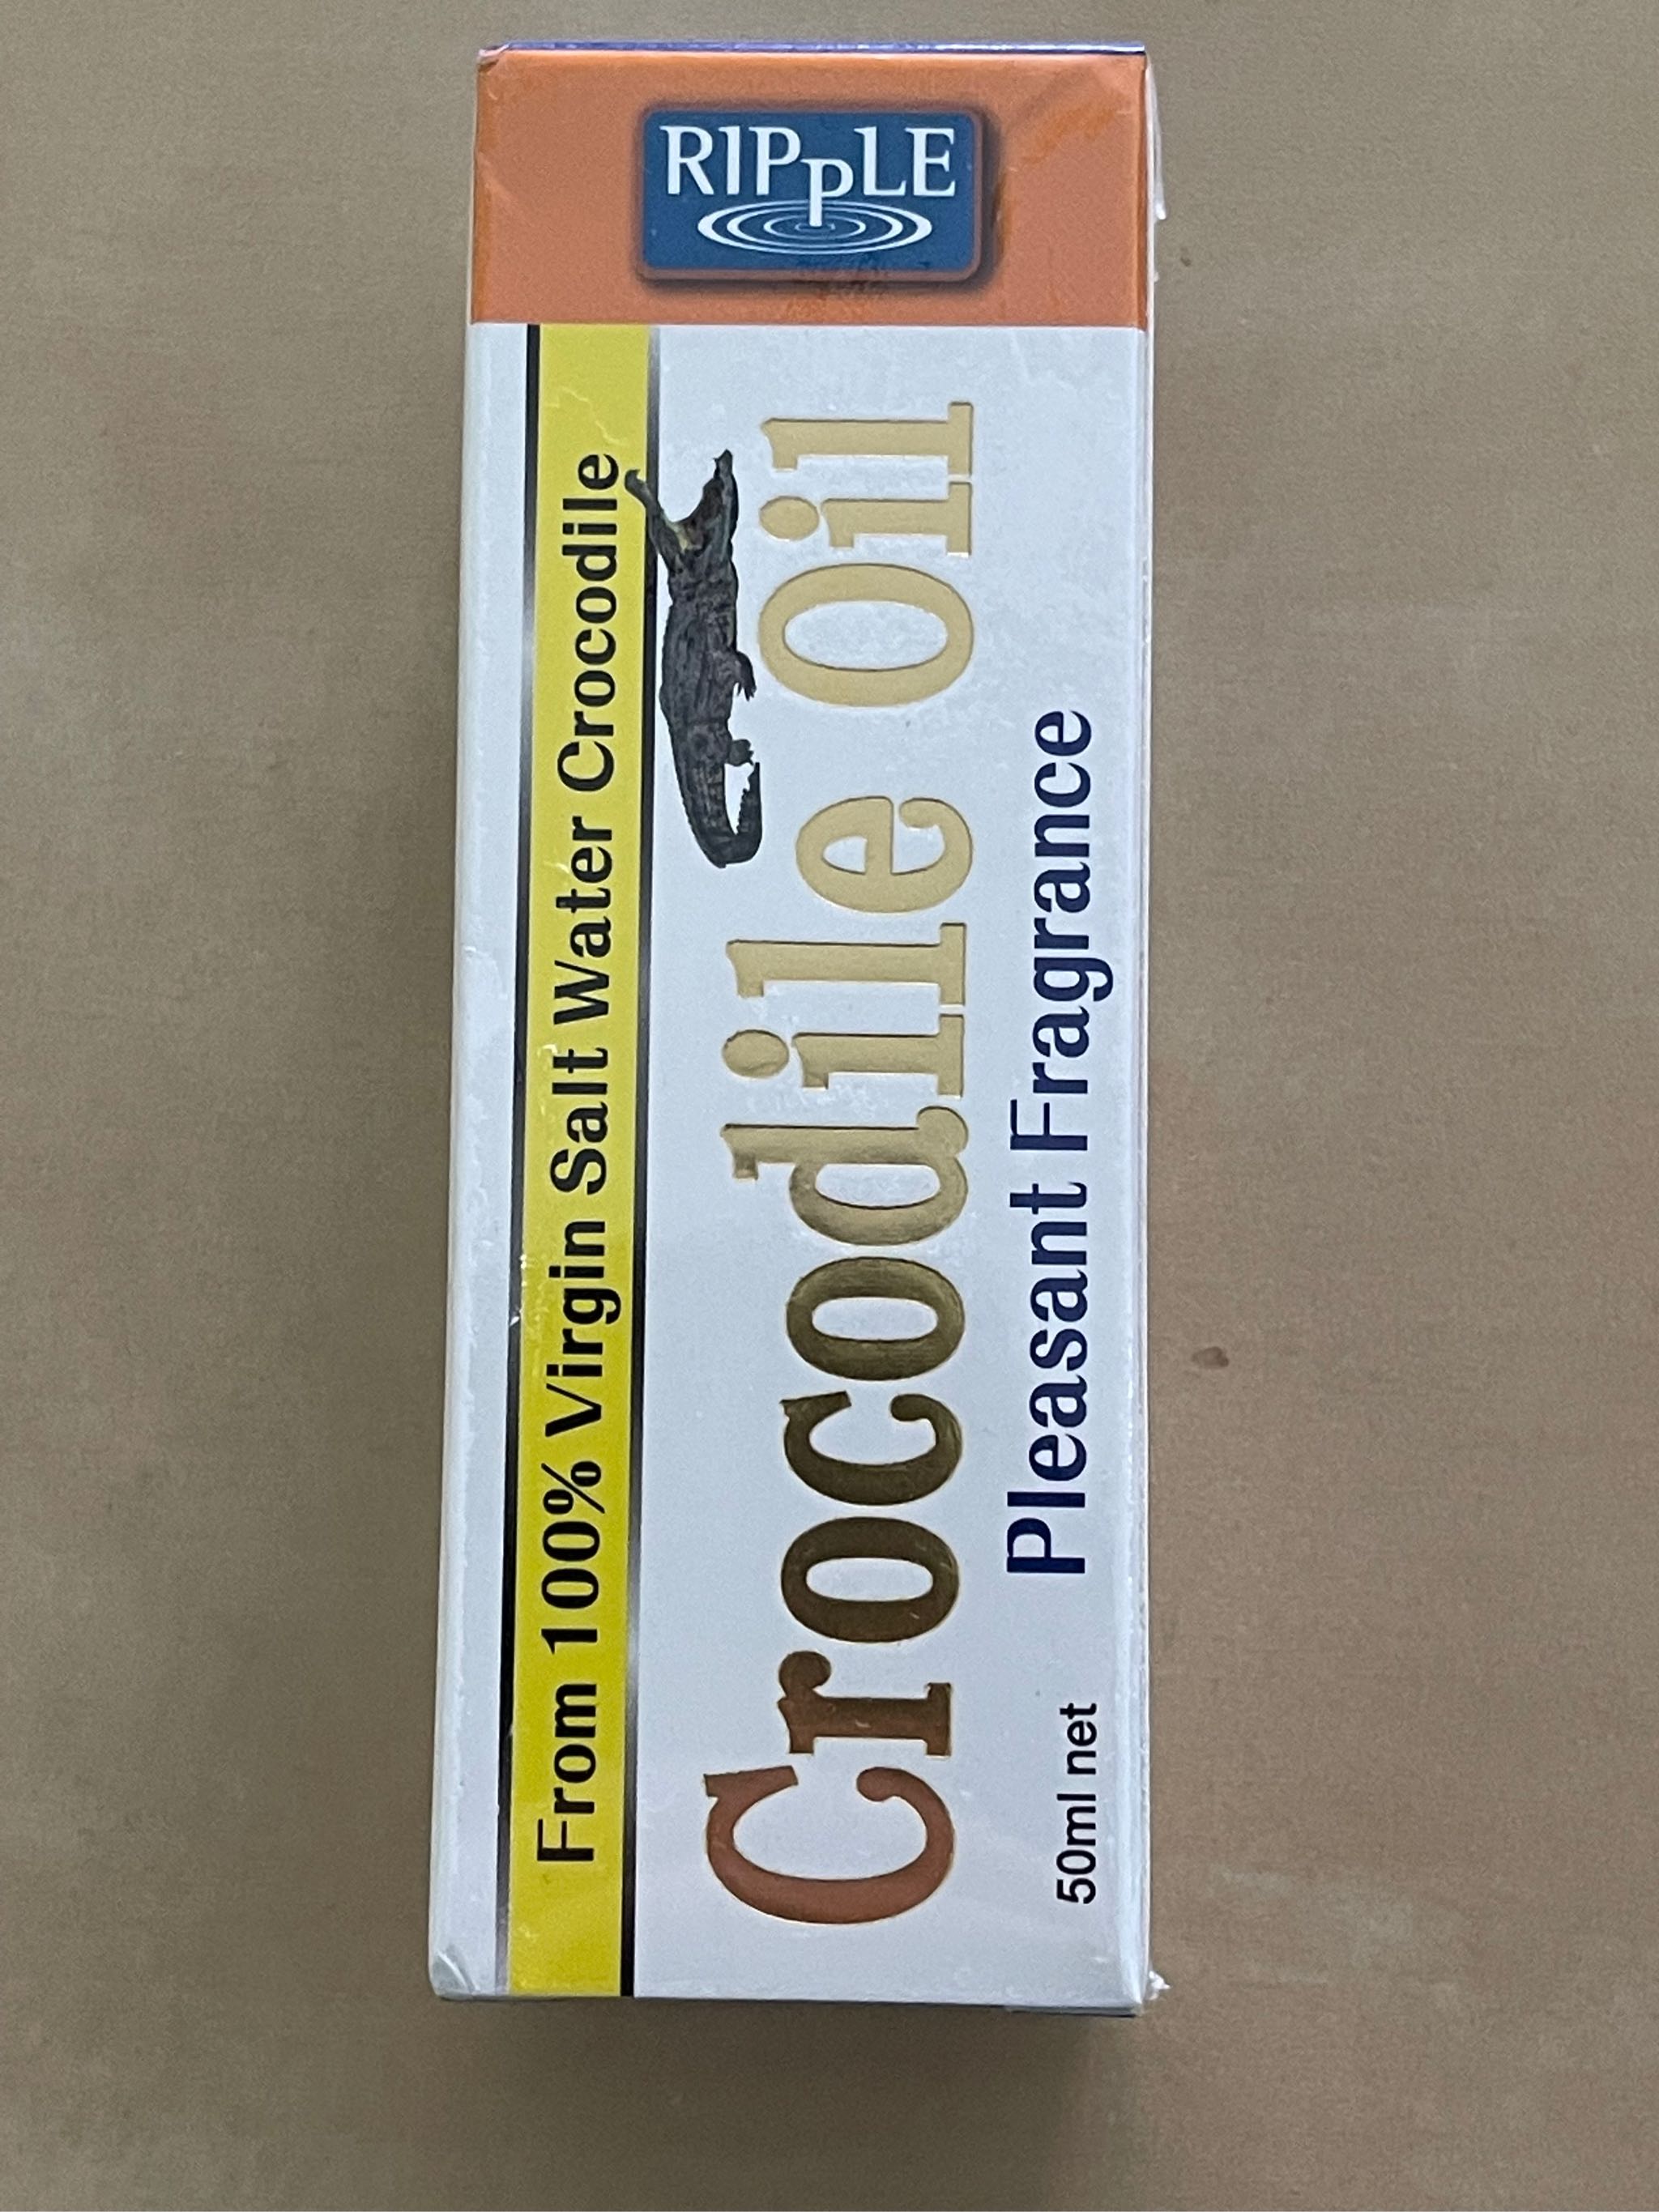 RIPPLE
From 100% Virgin Salt Water Crocodile
Crocodile Oil
Pleasant Fragrance
50ml net